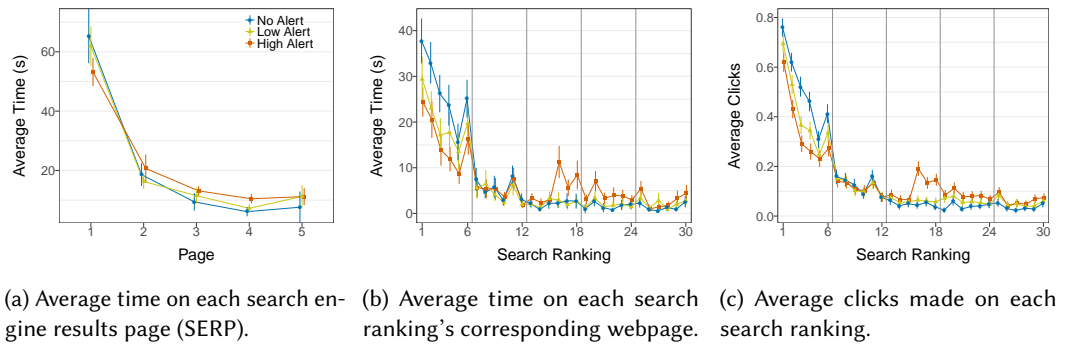 No Alert
Low Alert
High Alert
Average Time (s)
60
40
20
0
1 2 3 4 5
Page
Average Time (s)
40
30
20
10
0
1 6 12 18 24 30
Search Ranking
Average Clicks
0.8
0.6
0.4
0.2
0.0
1 6 12 18 24 30
Search Ranking
(a) Average time on each search en-
gine results page (SERP).
(b) Average time on each search
ranking's corresponding webpage.
(c) Average clicks made on each
search ranking.